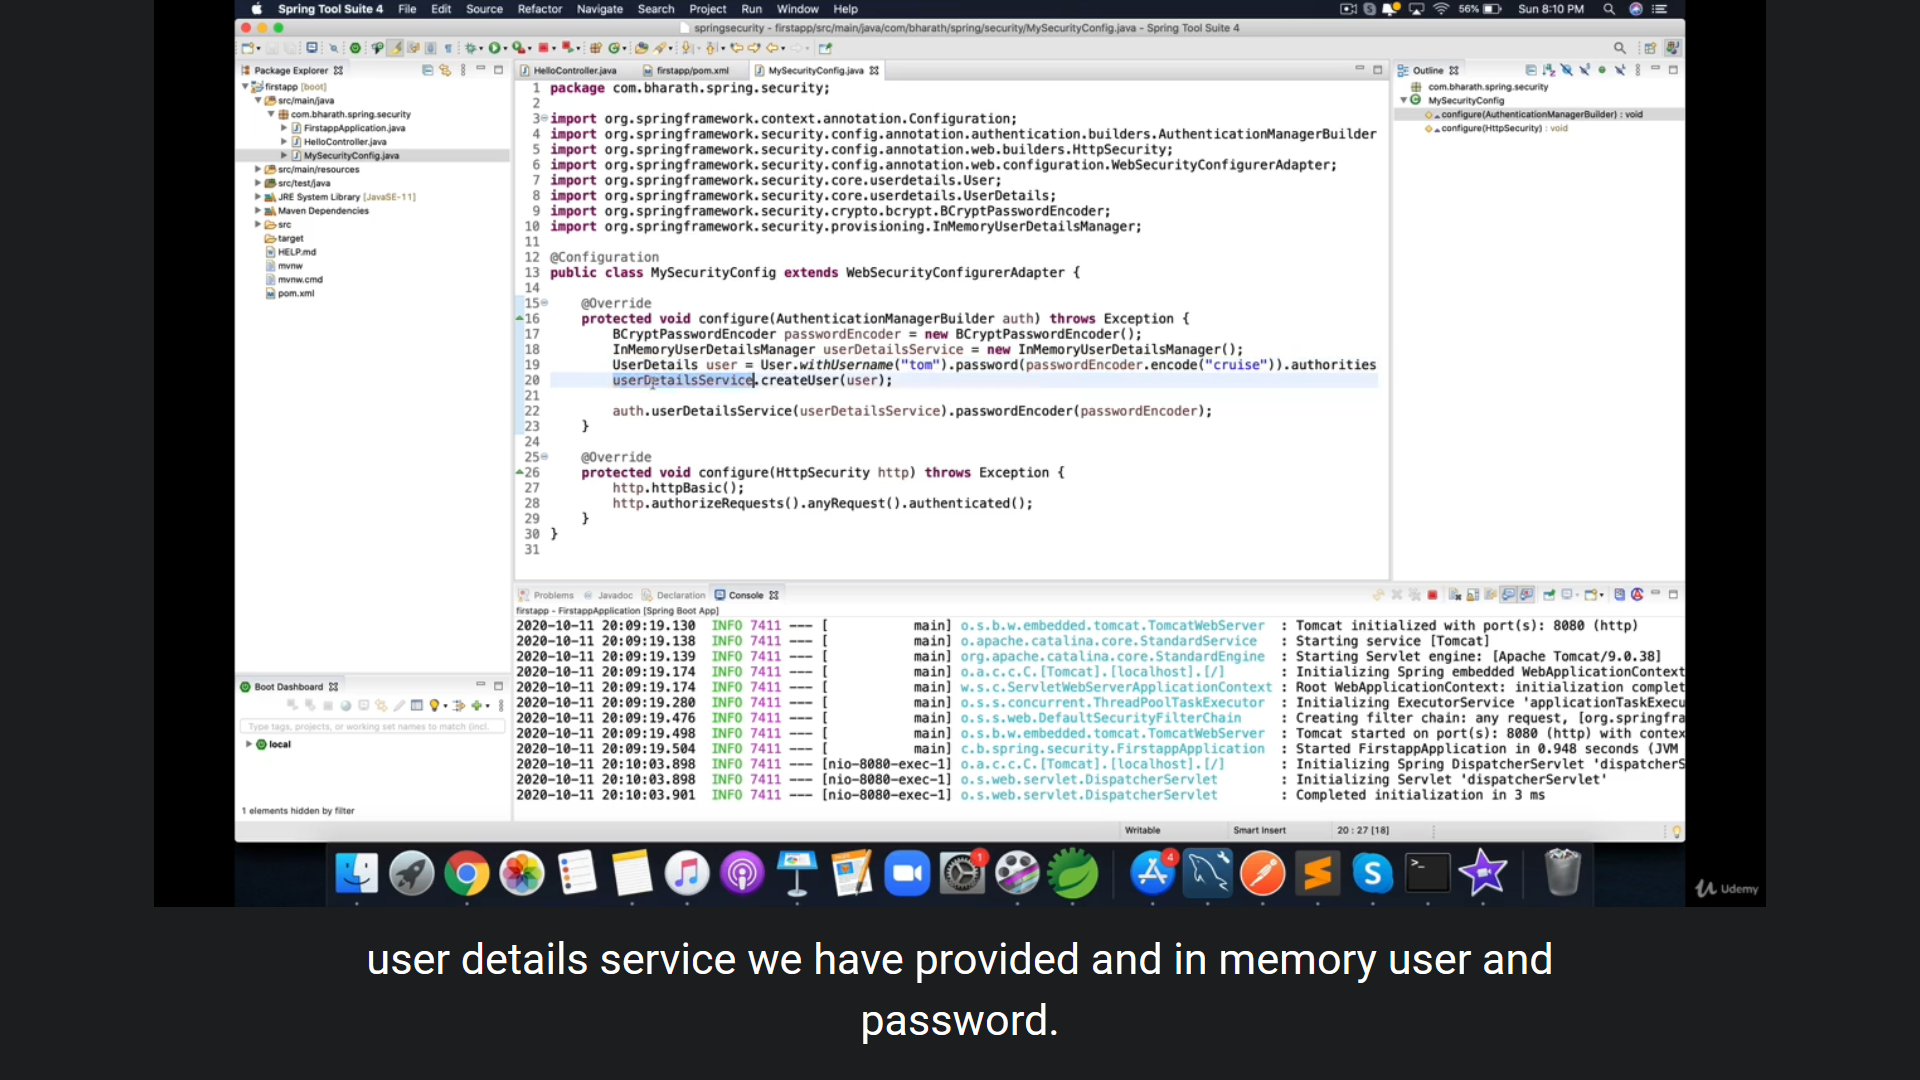 Spring Tool Suite 4 File Edit Source Refactor Navigate Search Project Run Window Help 56% Sun 8:10 PM
springsecurity - firstapp/src/main/java/com/bharath/spring/security/MySecurityConfig.java - Spring Tool Suite 4
Package Explorer
firstapp [boot]
src/main/java
com.bharath.spring.security
FirstappApplication.java
HelloController.java
MySecurityConfig.java
src/main/resources
src/test/java
JRE System Library [JavaSE-11]
Maven Dependencies
src
target
HELP.md
mvnw
mvnw.cmd
pom.xml
HelloController.java firstapp/pom.xml MySecurityConfig.java
1 package com.bharath.spring.security;
2
3 import org.springframework.context.annotation.Configuration;
4 import org.springframework.security.config.annotation.authentication.builders.AuthenticationManagerBuilder
5 import org.springframework.security.config.annotation.web.builders.HttpSecurity;
6 import org.springframework.security.config.annotation.web.configuration.WebSecurityConfigurerAdapter;
7 import org.springframework.security.core.userdetails.User;
8 import org.springframework.security.core.userdetails.UserDetails;
9 import org.springframework.security.crypto.bcrypt.BCryptPasswordEncoder;
10 import org.springframework.security.provisioning.InMemoryUserDetailsManager;
11
12 @Configuration
13 public class MySecurityConfig extends WebSecurityConfigurerAdapter {
14
15 @Override
16 protected void configure(AuthenticationManagerBuilder auth) throws Exception {
17 BCryptPasswordEncoder passwordEncoder = new BCryptPasswordEncoder();
18 InMemoryUserDetailsManager userDetailsService = new InMemoryUserDetailsManager();
19 UserDetails user = User.withUsername("tom").password(passwordEncoder.encode("cruise")).authorities
20 userDetailsService.createUser(user);
21
22 auth.userDetailsService(userDetailsService).passwordEncoder(passwordEncoder);
23 }
24
25 @Override
26 protected void configure(HttpSecurity http) throws Exception {
27 http.httpBasic();
28 http.authorizeRequests().anyRequest().authenticated();
29 }
30 }
31
Outline
com.bharath.spring.security
MySecurityConfig
configure(AuthenticationManagerBuilder) : void
configure(HttpSecurity) : void
Problems Javadoc Declaration Console
firstapp - FirstappApplication [Spring Boot App]
2020-10-11 20:09:19.130 INFO 7411 --- [ main] o.s.b.w.embedded.tomcat.TomcatWebServer : Tomcat initialized with port(s): 8080 (http)
2020-10-11 20:09:19.138 INFO 7411 --- [ main] o.apache.catalina.core.StandardService : Starting service [Tomcat]
2020-10-11 20:09:19.139 INFO 7411 --- [ main] org.apache.catalina.core.StandardEngine : Starting Servlet engine: [Apache Tomcat/9.0.38]
2020-10-11 20:09:19.174 INFO 7411 --- [ main] o.a.c.c.C.[Tomcat].[localhost].[/] : Initializing Spring embedded WebApplicationContext
2020-10-11 20:09:19.174 INFO 7411 --- [ main] w.s.c.ServletWebServerApplicationContext : Root WebApplicationContext: initialization complet
2020-10-11 20:09:19.280 INFO 7411 --- [ main] o.s.s.concurrent.ThreadPoolTaskExecutor : Initializing ExecutorService 'applicationTaskExecu
2020-10-11 20:09:19.476 INFO 7411 --- [ main] o.s.s.web.DefaultSecurityFilterChain : Creating filter chain: any request, [org.springfra
2020-10-11 20:09:19.498 INFO 7411 --- [ main] o.s.b.w.embedded.tomcat.TomcatWebServer : Tomcat started on port(s): 8080 (http) with contex
2020-10-11 20:09:19.504 INFO 7411 --- [ main] c.b.spring.security.FirstappApplication : Started FirstappApplication in 0.948 seconds (JVM
2020-10-11 20:10:03.898 INFO 7411 --- [nio-8080-exec-1] o.a.c.c.C.[Tomcat].[localhost].[/] : Initializing Spring DispatcherServlet 'dispatcherS
2020-10-11 20:10:03.898 INFO 7411 --- [nio-8080-exec-1] o.s.web.servlet.DispatcherServlet : Initializing Servlet 'dispatcherServlet'
2020-10-11 20:10:03.901 INFO 7411 --- [nio-8080-exec-1] o.s.web.servlet.DispatcherServlet : Completed initialization in 3 ms
Boot Dashboard
Type tags, projects, or working set names to match (incl.
local
1 elements hidden by filter
Writable Smart Insert 20 : 27 [18]
1
4
Udemy
user details service we have provided and in memory user and
password.